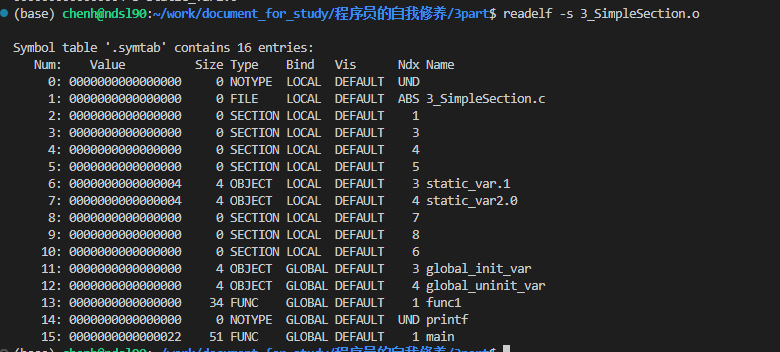 (base) chenh@ndsl90:~/work/document_for_study/程序员的自我修养/3part$ readelf -s 3_SimpleSection.o
Symbol table '.symtab' contains 16 entries:
Num: Value Size Type Bind Vis Ndx Name
0: 0000000000000000 0 NOTYPE LOCAL DEFAULT UND
1: 0000000000000000 0 FILE LOCAL DEFAULT ABS 3_SimpleSection.c
2: 0000000000000000 0 SECTION LOCAL DEFAULT 1
3: 0000000000000000 0 SECTION LOCAL DEFAULT 3
4: 0000000000000000 0 SECTION LOCAL DEFAULT 4
5: 0000000000000000 0 SECTION LOCAL DEFAULT 5
6: 0000000000000004 4 OBJECT LOCAL DEFAULT 3 static_var.1
7: 0000000000000004 4 OBJECT LOCAL DEFAULT 4 static_var2.0
8: 0000000000000000 0 SECTION LOCAL DEFAULT 7
9: 0000000000000000 0 SECTION LOCAL DEFAULT 8
10: 0000000000000000 0 SECTION LOCAL DEFAULT 6
11: 0000000000000000 4 OBJECT GLOBAL DEFAULT 3 global_init_var
12: 0000000000000000 4 OBJECT GLOBAL DEFAULT 4 global_uninit_var
13: 0000000000000000 34 FUNC GLOBAL DEFAULT 1 func1
14: 0000000000000000 0 NOTYPE GLOBAL DEFAULT UND printf
15: 0000000000000022 51 FUNC GLOBAL DEFAULT 1 main
(base) chenh@ndsl90:~/work/document_for_study/程序员的自我修养/3part$